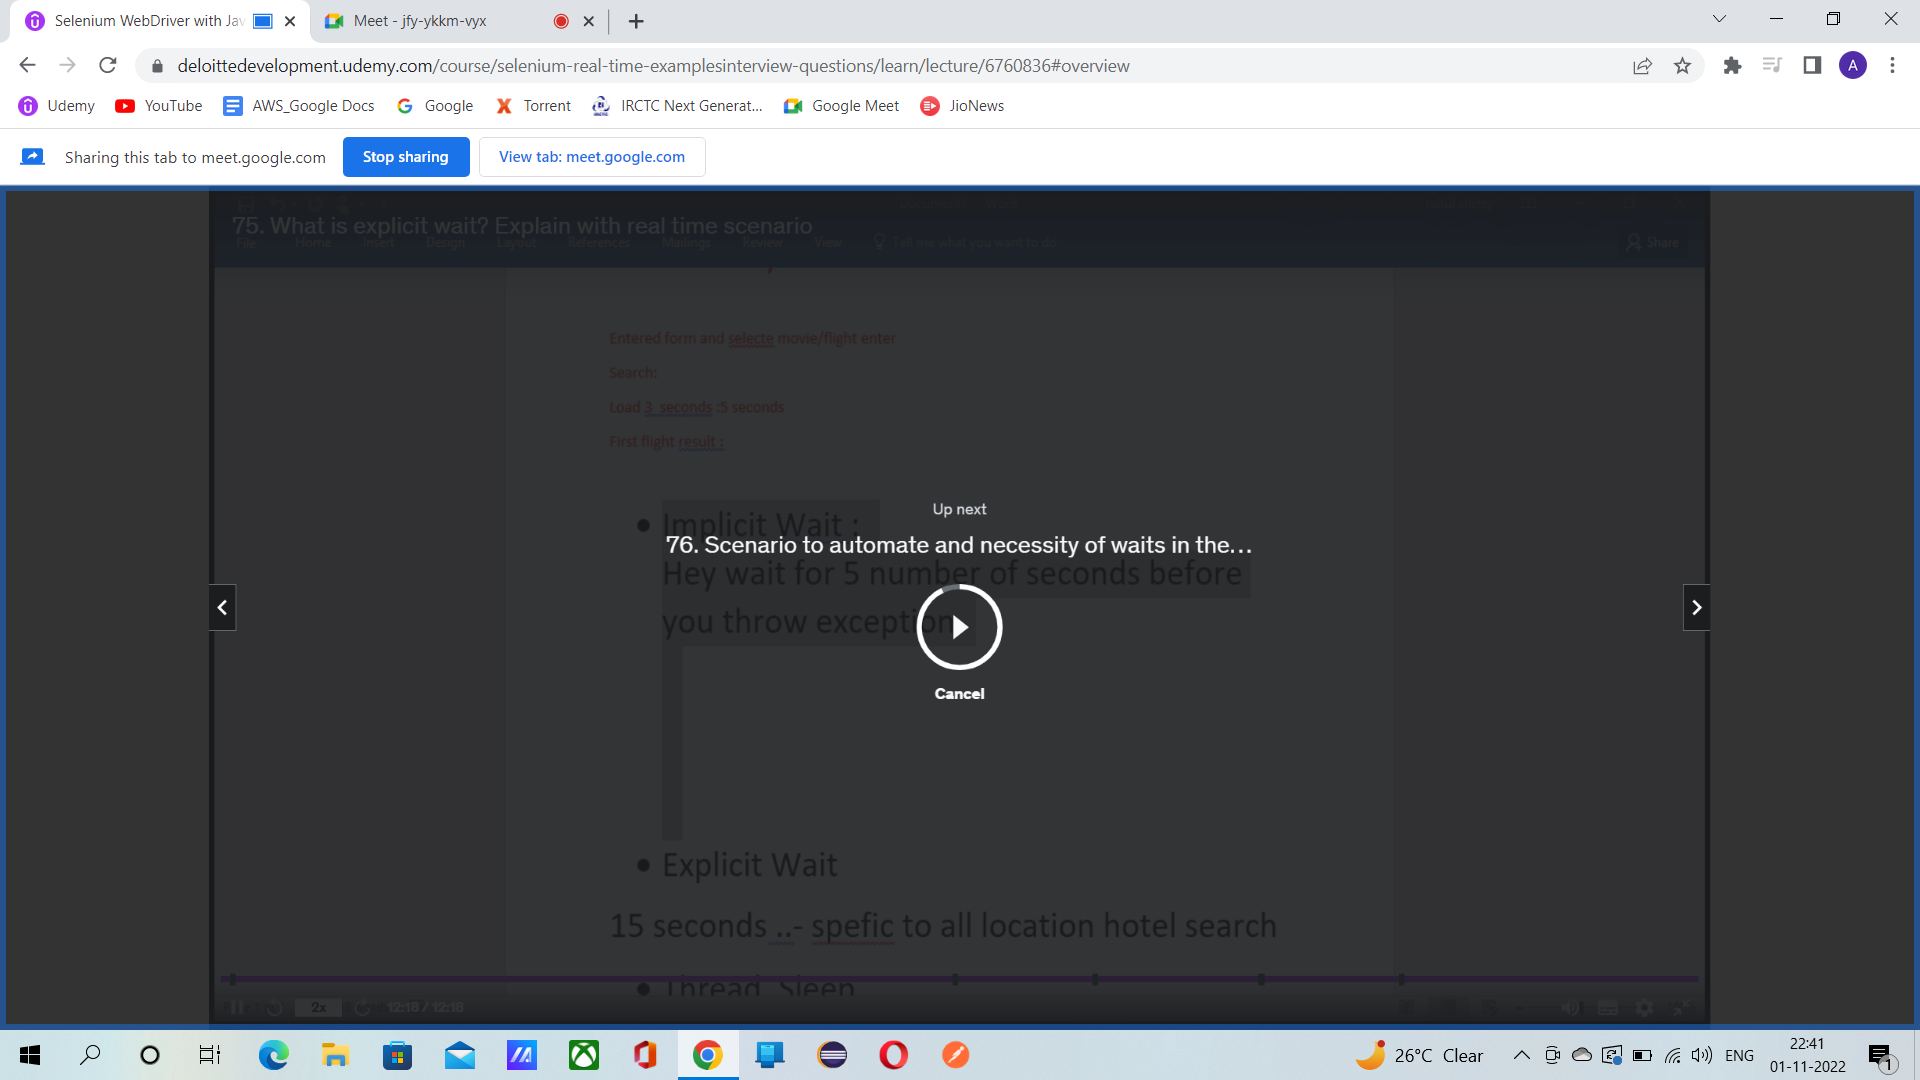 Selenium WebDriver with Jav
Meet - jfy-ykkm-vyx
deloittedevelopment.udemy.com/course/selenium-real-time-examplesinterview-questions/learn/lecture/6760836#overview
A
Udemy
YouTube
AWS_Google Docs
Google
Torrent
IRCTC Next Generat...
Google Meet
JioNews
Sharing this tab to meet.google.com
Stop sharing
View tab: meet.google.com
75. What is explicit wait? Explain with real time scenario
File Home Insert Design Layout References Mailings Review View Tell me what you want to do Share
Entered form and selecte movie/flight enter
Search:
Load 3 seconds :5 seconds
First flight result :
Up next
Implicit Wait :
76. Scenario to automate and necessity of waits in the...
Hey wait for 5 number of seconds before
you throw exception
Cancel
Explicit Wait
15 seconds ..- spefic to all location hotel search
Thread Sleep
2x
12:18 / 12:18
26°C Clear
ENG
22:41
01-11-2022
1